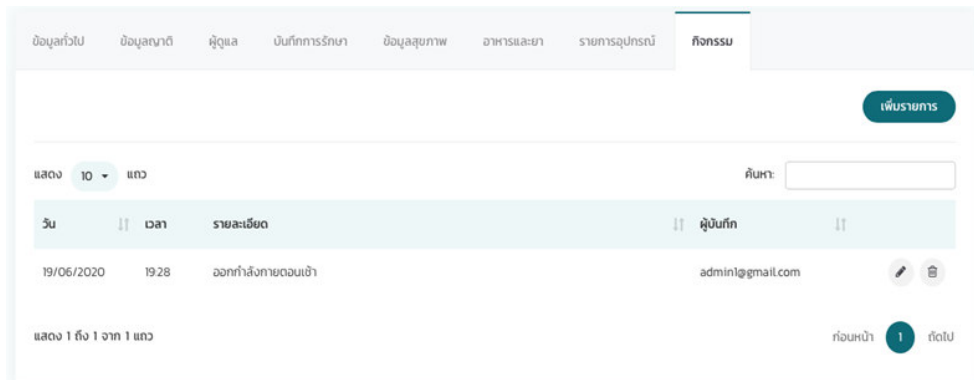 ข้อมูลทั่วไป ข้อมูลญาติ ผู้ดูแล บันทึกการรักษา ข้อมูลสุขภาพ อาหารและยา รายการอุปกรณ์ กิจกรรม
เพิ่มรายการ
แสดง 10 แถว ค้นหา:
วัน เวลา รายละเอียด ผู้บันทึก
19/06/2020 19:28 ออกกำลังกายตอนเช้า admin1@gmail.com
แสดง 1 ถึง 1 จาก 1 แถว ก่อนหน้า 1 ถัดไป